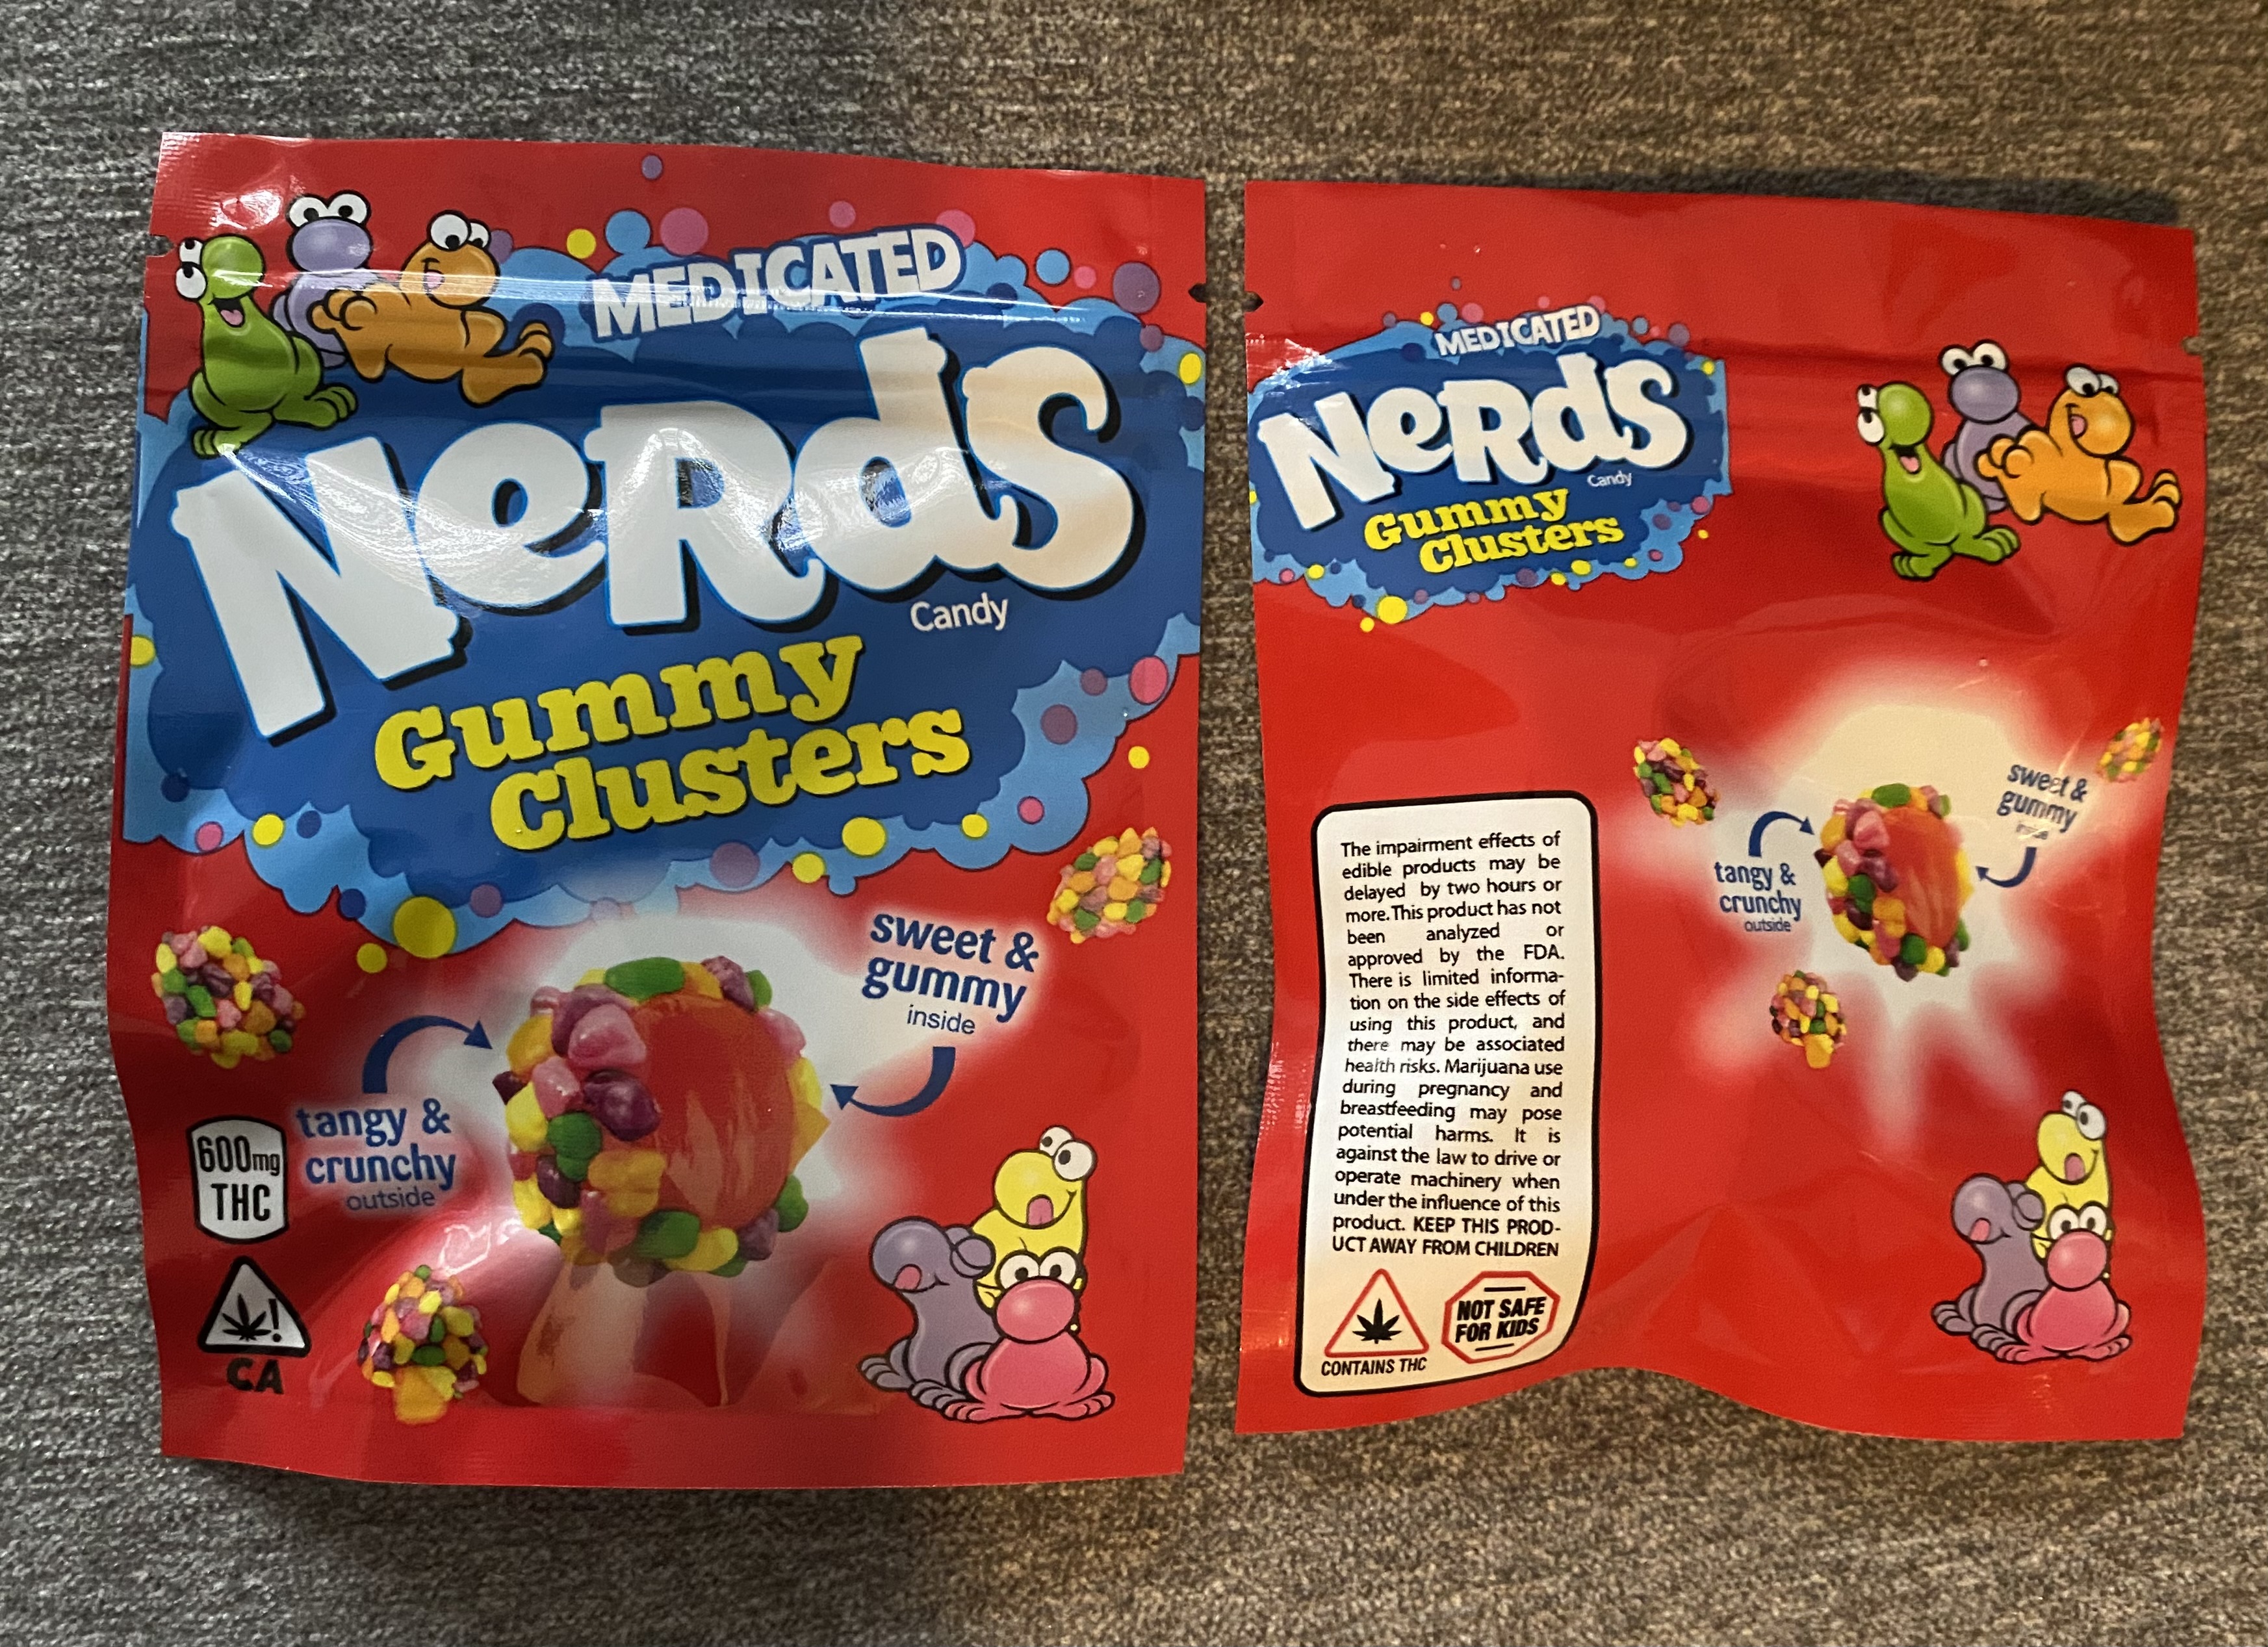 MEDICATED
Nerds
Candy
Gummy
Clusters
sweet &
gummy
inside
tangy &
crunchy
outside
600mg
THC
!
CA
MEDICATED
Nerds
Candy
Gummy
Clusters
sweet &
gummy
inside
tangy &
crunchy
outside
The impairment effects of
edible products may be
delayed by two hours or
more. This product has not
been analyzed or
approved by the FDA.
There is limited informa-
tion on the side effects of
using this product, and
there may be associated
health risks. Marijuana use
during pregnancy and
breastfeeding may pose
potential harms. It is
against the law to drive or
operate machinery when
under the influence of this
product. KEEP THIS PROD-
UCT AWAY FROM CHILDREN
CONTAINS THC
NOT SAFE
FOR KIDS